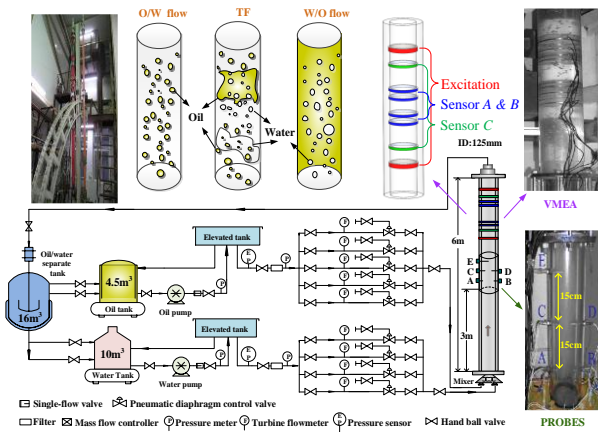 O/W flow
TF
W/O flow
Oil
Water
Excitation
Sensor A & B
Sensor C
ID:125mm
VMEA
6m
3m
E
C
A
D
B
Mixer
E
C
D
A
B
15cm
15cm
PROBES
Oil/water
separate
tank
16m³
4.5m³
Oil tank
Oil pump
Elevated tank
E
P
P
P
F
F
F
F
F
10m³
Water Tank
Water pump
Elevated tank
E
P
P
P
F
F
F
F
F
Single-flow valve
Pneumatic diaphragm control valve
Filter
Mass flow controller
P Pressure meter
F Turbine flowmeter
E P Pressure sensor
Hand ball valve